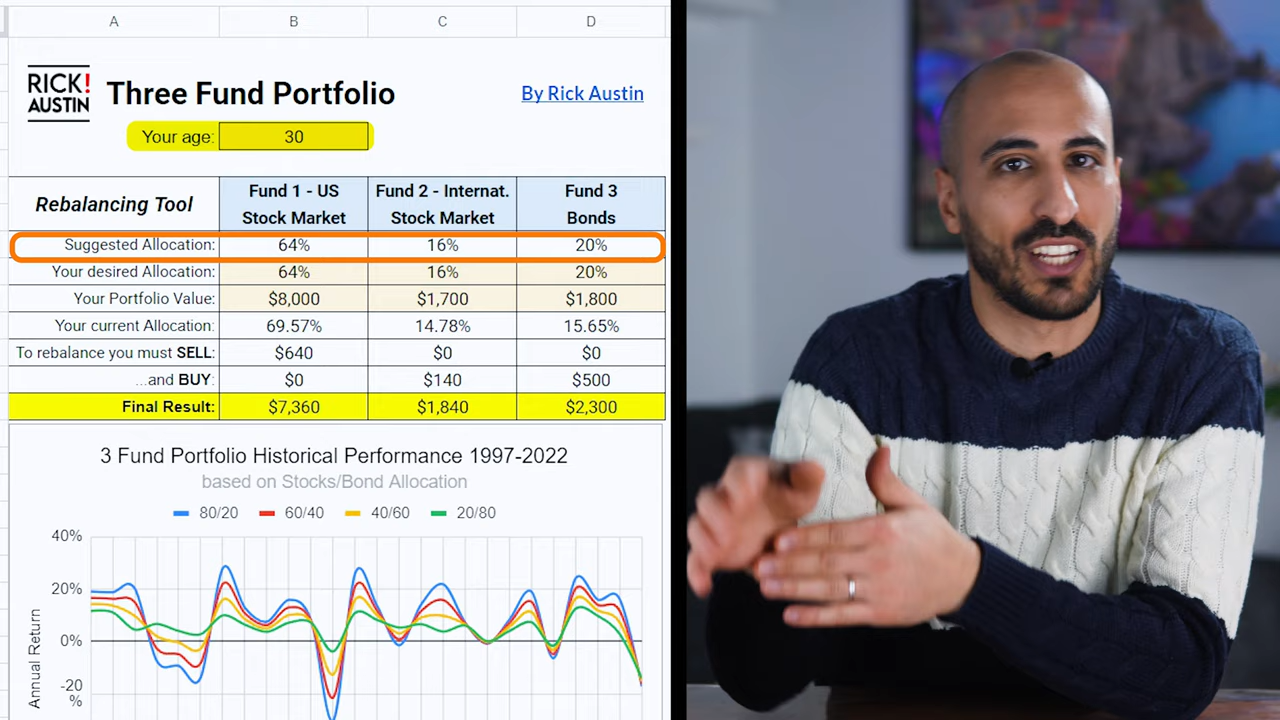 A B C D
RICK!
AUSTIN
Three Fund Portfolio
By Rick Austin
Your age: 30
Rebalancing Tool
Fund 1 - US
Stock Market
Fund 2 - Internat.
Stock Market
Fund 3
Bonds
Suggested Allocation: 64% 16% 20%
Your desired Allocation: 64% 16% 20%
Your Portfolio Value: $8,000 $1,700 $1,800
Your current Allocation: 69.57% 14.78% 15.65%
To rebalance you must SELL: $640 $0 $0
...and BUY: $0 $140 $500
Final Result: $7,360 $1,840 $2,300
3 Fund Portfolio Historical Performance 1997-2022
based on Stocks/Bond Allocation
80/20 60/40 40/60 20/80
40%
20%
0%
-20
%
Annual Return